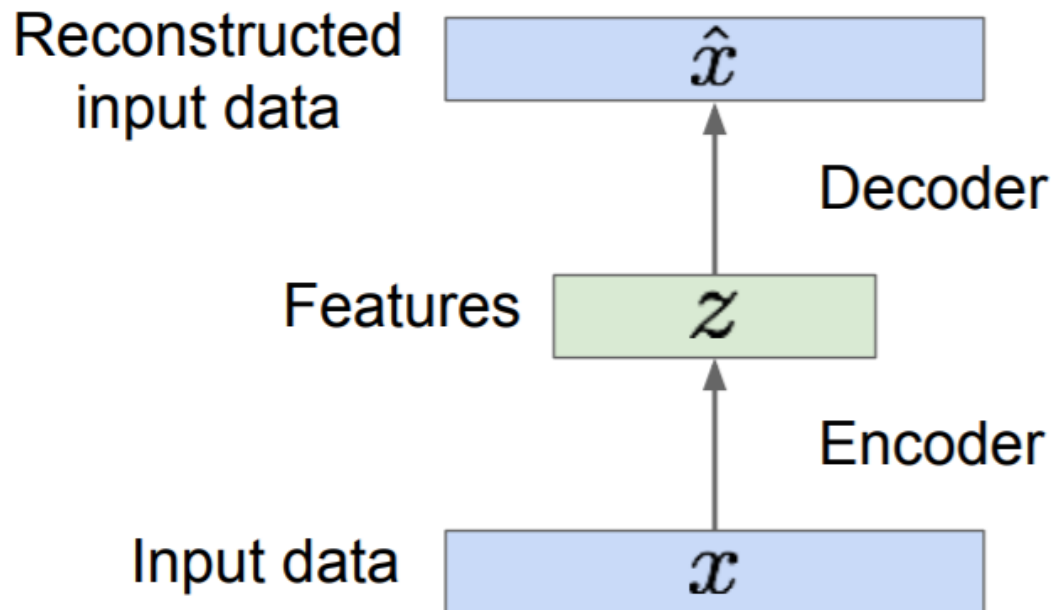 Reconstructed
input data
x̂
Decoder
Features
z
Encoder
Input data
x